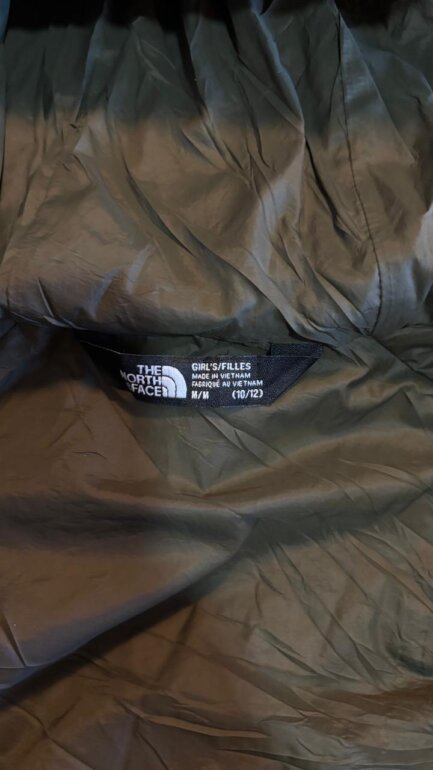 THE
NORTH
FACE
GIRL'S/FILLES
MADE IN VIETNAM
FABRIQUÉ AU VIETNAM
M/M (10/12)